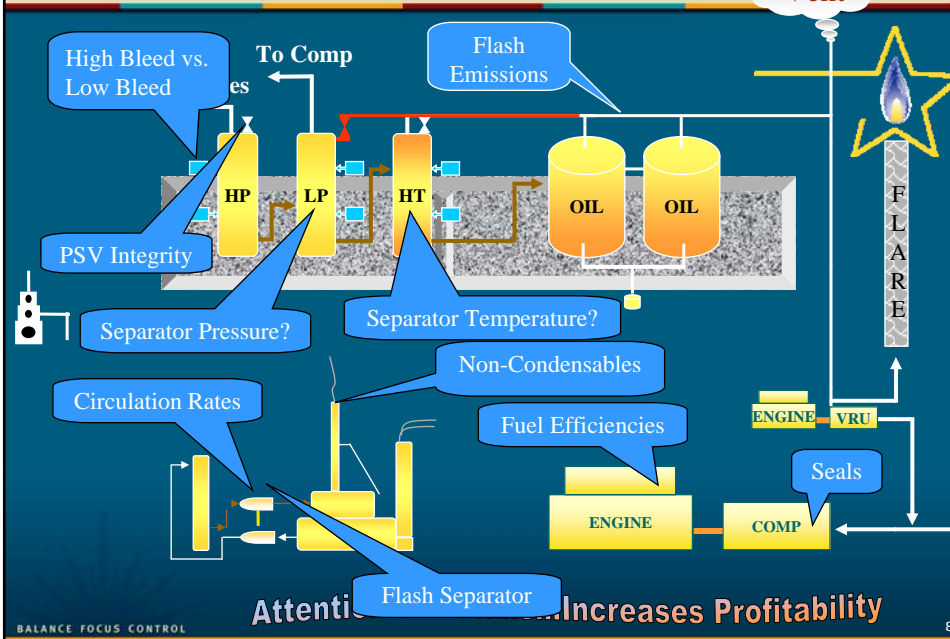 High Bleed vs.
Low Bleed
To Comp
Flash
Emissions
HP
LP
HT
OIL
OIL
FLARE
PSV Integrity
Separator Pressure?
Separator Temperature?
Non-Condensables
Circulation Rates
Fuel Efficiencies
ENGINE
VRU
Seals
ENGINE
COMP
Flash Separator
Increases Profitability
BALANCE FOCUS CONTROL